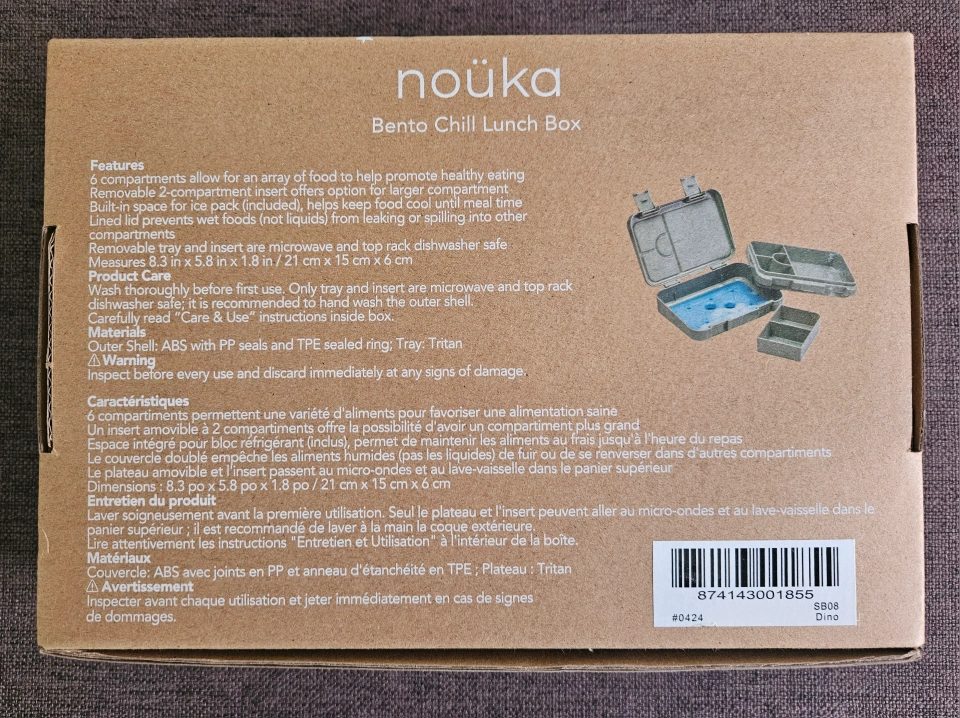 noüka
Bento Chill Lunch Box
Features
6 compartments allow for an array of food to help promote healthy eating
Removable 2-compartment insert offers option for larger compartment
Built-in space for ice pack (included), helps keep food cool until meal time
Lined lid prevents wet foods (not liquids) from leaking or spilling into other
compartments
Removable tray and insert are microwave and top rack dishwasher safe
Measures 8.3 in x 5.8 in x 1.8 in / 21 cm x 15 cm x 6 cm
Product Care
Wash thoroughly before first use. Only tray and insert are microwave and top rack
dishwasher safe; it is recommended to hand wash the outer shell.
Carefully read "Care & Use" instructions inside box.
Materials
Outer Shell: ABS with PP seals and TPE sealed ring; Tray: Tritan
⚠ Warning
Inspect before every use and discard immediately at any signs of damage.
Caractéristiques
6 compartiments permettent une variété d'aliments pour favoriser une alimentation saine
Un insert amovible à 2 compartiments offre la possibilité d'avoir un compartiment plus grand
Espace intégré pour bloc réfrigérant (inclus), permet de maintenir les aliments au frais jusqu'à l'heure du repas
Le couvercle doublé empêche les aliments humides (pas les liquides) de fuir ou de se renverser dans d'autres compartiments
Le plateau amovible et l'insert passent au micro-ondes et au lave-vaisselle dans le panier supérieur
Dimensions : 8.3 po x 5.8 po x 1.8 po / 21 cm x 15 cm x 6 cm
Entretien du produit
Laver soigneusement avant la première utilisation. Seul le plateau et l'insert peuvent aller au micro-ondes et au lave-vaisselle dans le
panier supérieur ; il est recommandé de laver à la main la coque extérieure.
Lire attentivement les instructions "Entretien et Utilisation" à l'intérieur de la boîte.
Matériaux
Couvercle: ABS avec joints en PP et anneau d'étanchéité en TPE ; Plateau : Tritan
⚠ Avertissement
Inspecter avant chaque utilisation et jeter immédiatement en cas de signes
de dommages.
874143001855
SB08
#0424 Dino